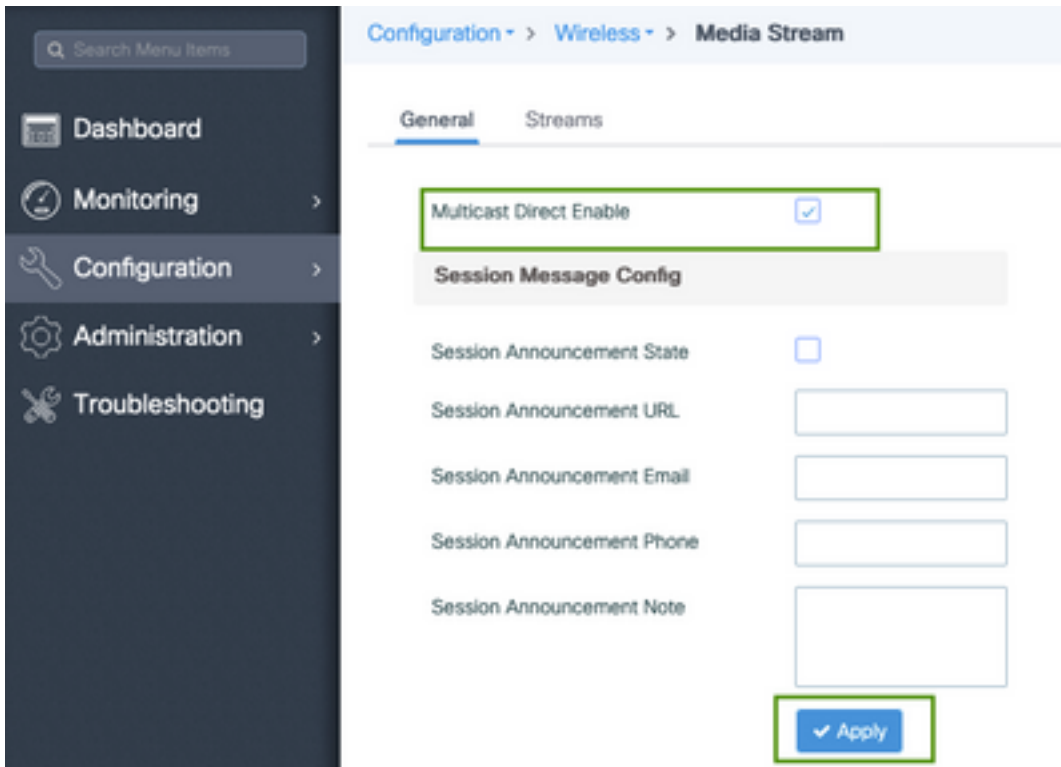 Search Menu Items
Dashboard
Monitoring
Configuration
Administration
Troubleshooting
Configuration > Wireless > Media Stream
General Streams
Multicast Direct Enable
Session Message Config
Session Announcement State
Session Announcement URL
Session Announcement Email
Session Announcement Phone
Session Announcement Note
Apply